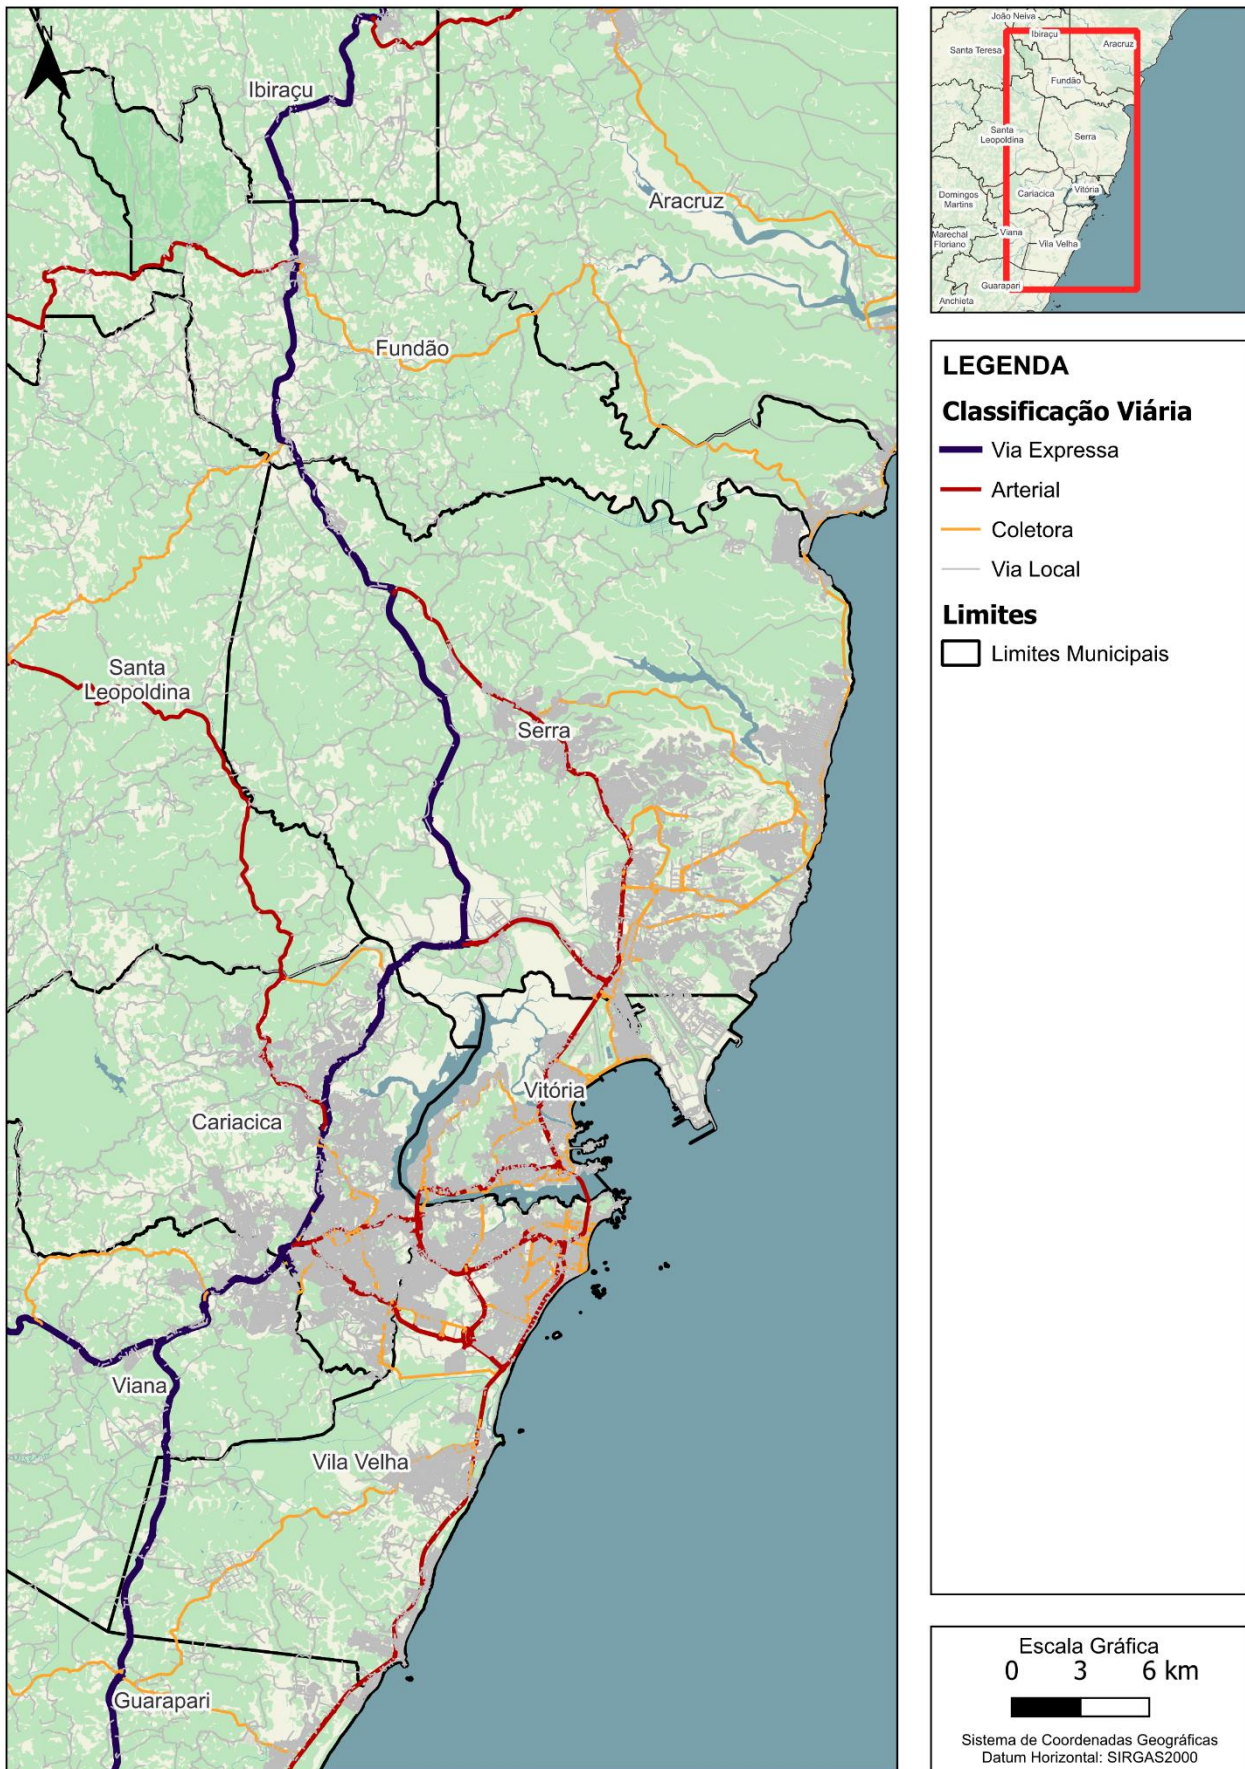 N
Ibiraçu
Aracruz
Fundão
Santa
Leopoldina
Serra
Vitória
Cariacica
Viana
Vila Velha
Guarapari
João Neiva
Ibiraçu
Santa Teresa
Aracruz
Fundão
Santa
Leopoldina
Serra
Domingos
Martins
Cariacica
Vitória
Marechal
Floriano
Viana
Vila Velha
Guarapari
Anchieta
LEGENDA
Classificação Viária
Via Expressa
Arterial
Coletora
Via Local
Limites
Limites Municipais
Escala Gráfica
0 3 6 km
Sistema de Coordenadas Geográficas
Datum Horizontal: SIRGAS2000